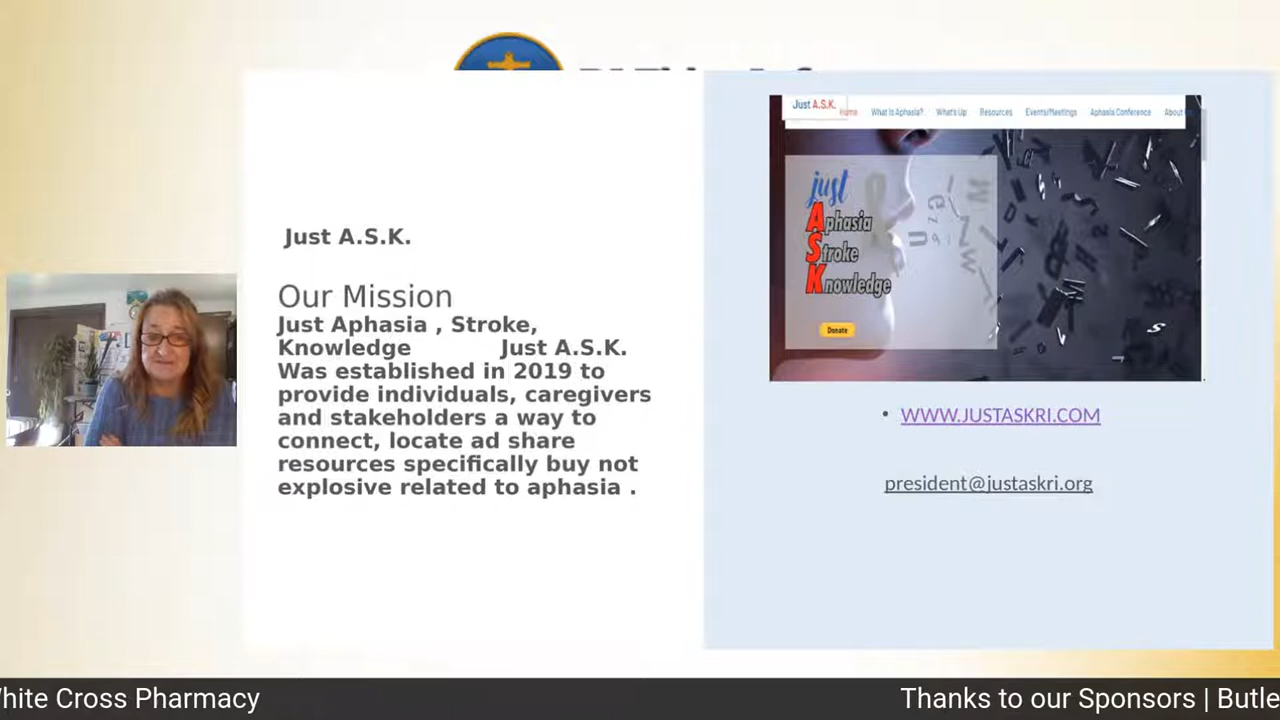 Just A.S.K.
Our Mission
Just Aphasia , Stroke,
Knowledge Just A.S.K.
Was established in 2019 to
provide individuals, caregivers
and stakeholders a way to
connect, locate ad share
resources specifically buy not
explosive related to aphasia .
Just A.S.K.
Home What Is Aphasia? What's Up Resources Events/Meetings Aphasia Conference About
just
Aphasia
Stroke
Knowledge
Donate
• WWW.JUSTASKRI.COM
president@justaskri.org
White Cross Pharmacy Thanks to our Sponsors | Butle